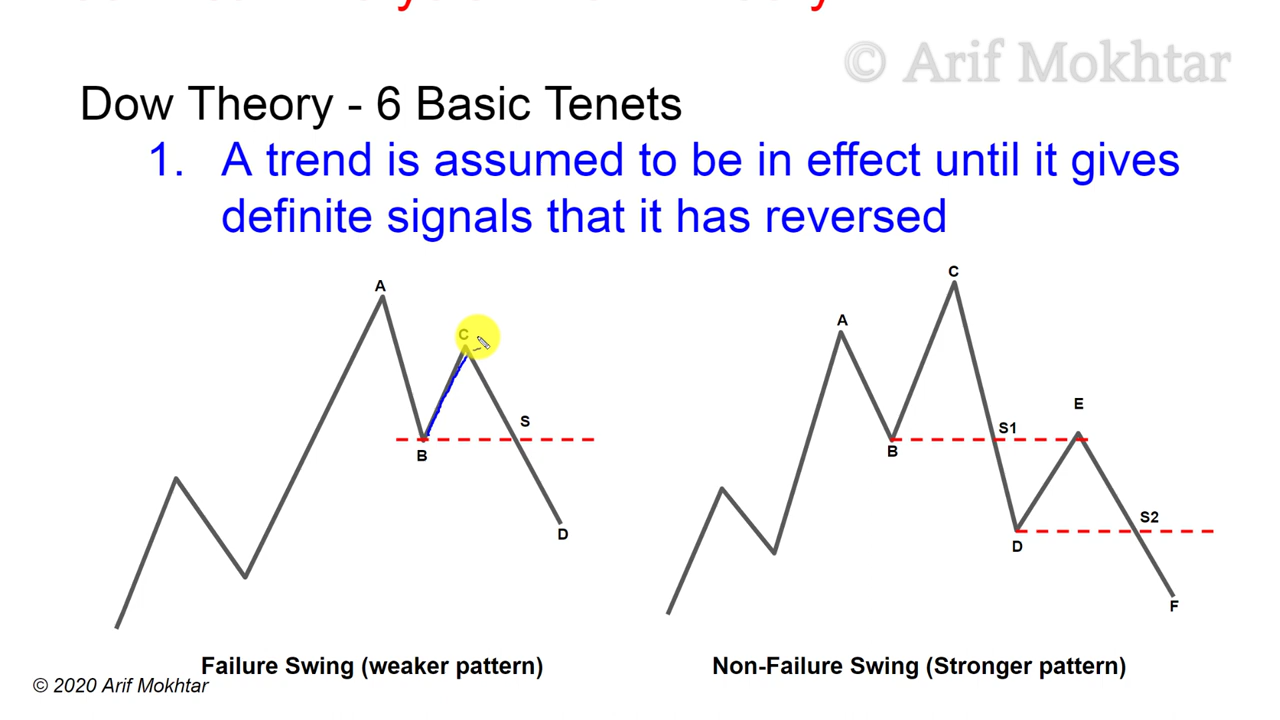 © Arif Mokhtar
Dow Theory - 6 Basic Tenets
1. A trend is assumed to be in effect until it gives
definite signals that it has reversed
A
C
S
B
D
C
A
E
S1
B
S2
D
F
Failure Swing (weaker pattern)
Non-Failure Swing (Stronger pattern)
© 2020 Arif Mokhtar